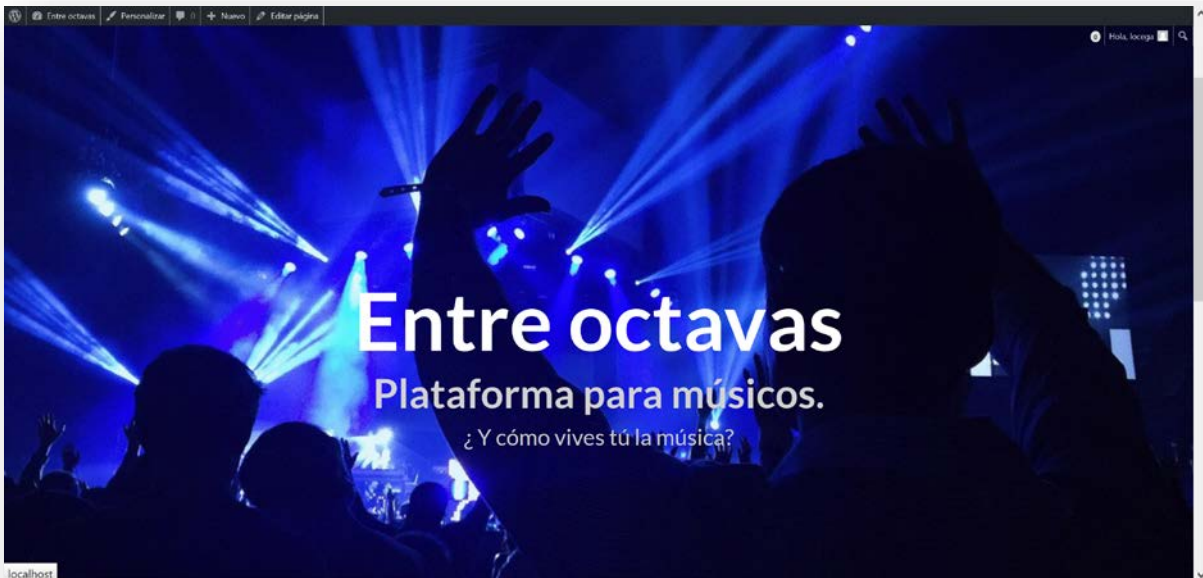 Entre octavas Personalizar 0 Nuevo Editar página
0 Hola, locega
Entre octavas
Plataforma para músicos.
¿ Y cómo vives tú la música?
localhost